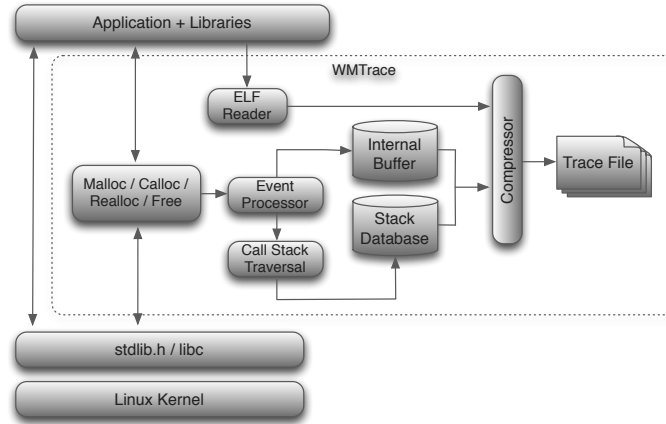 Application + Libraries
WMTrace
ELF
Reader
Internal
Buffer
Compressor
Trace File
Malloc / Calloc /
Realloc / Free
Event
Processor
Stack
Database
Call Stack
Traversal
stdlib.h / libc
Linux Kernel